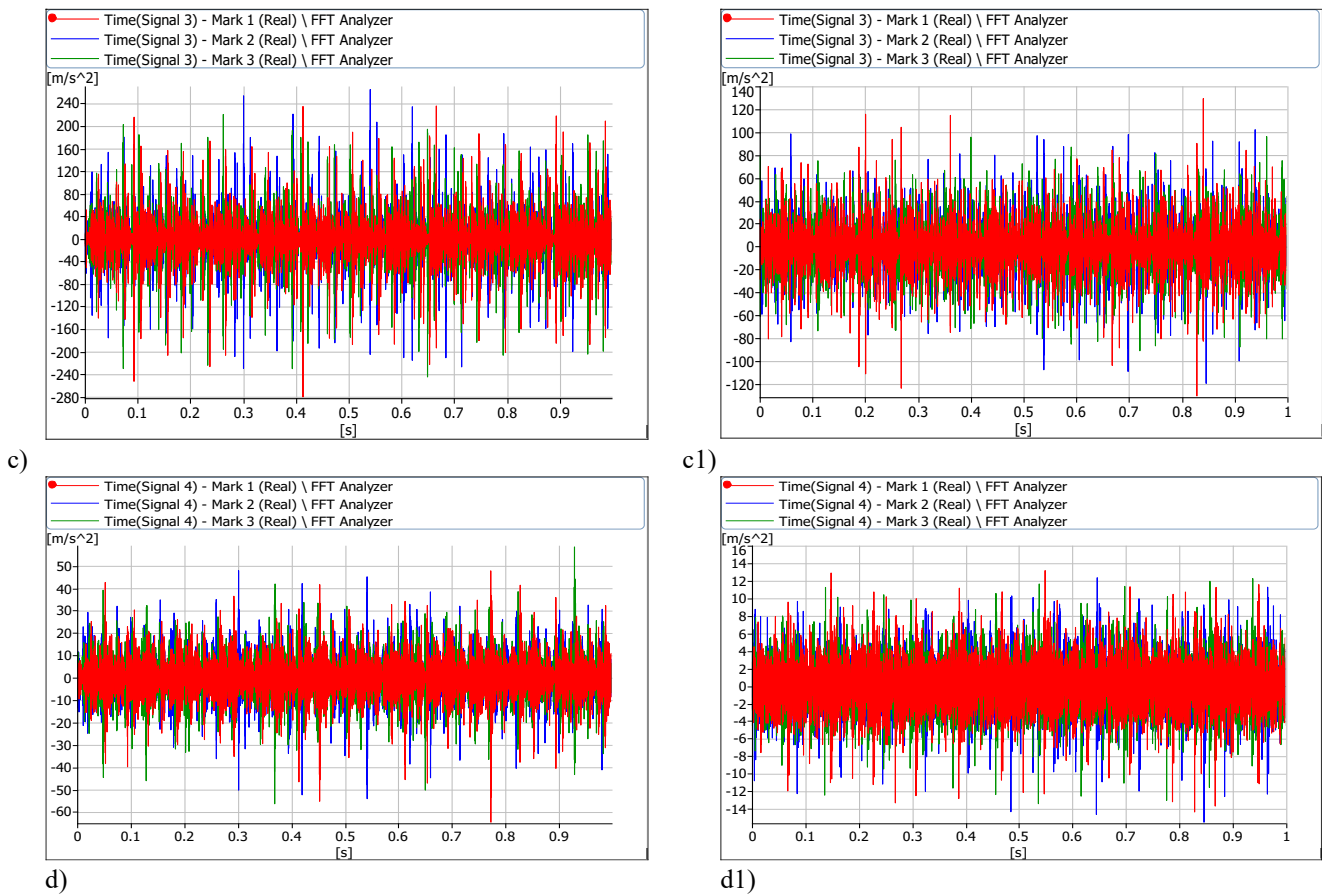 Time(Signal 3) - Mark 1 (Real) \ FFT Analyzer
Time(Signal 3) - Mark 2 (Real) \ FFT Analyzer
Time(Signal 3) - Mark 3 (Real) \ FFT Analyzer
[m/s^2]
240
200
160
120
80
40
0
-40
-80
-120
-160
-200
-240
-280
0 0.1 0.2 0.3 0.4 0.5 0.6 0.7 0.8 0.9
[s]
c)
Time(Signal 3) - Mark 1 (Real) \ FFT Analyzer
Time(Signal 3) - Mark 2 (Real) \ FFT Analyzer
Time(Signal 3) - Mark 3 (Real) \ FFT Analyzer
[m/s^2]
140
120
100
80
60
40
20
0
-20
-40
-60
-80
-100
-120
0 0.1 0.2 0.3 0.4 0.5 0.6 0.7 0.8 0.9 1
[s]
c1)
Time(Signal 4) - Mark 1 (Real) \ FFT Analyzer
Time(Signal 4) - Mark 2 (Real) \ FFT Analyzer
Time(Signal 4) - Mark 3 (Real) \ FFT Analyzer
[m/s^2]
50
40
30
20
10
0
-10
-20
-30
-40
-50
-60
0 0.1 0.2 0.3 0.4 0.5 0.6 0.7 0.8 0.9
[s]
d)
Time(Signal 4) - Mark 1 (Real) \ FFT Analyzer
Time(Signal 4) - Mark 2 (Real) \ FFT Analyzer
Time(Signal 4) - Mark 3 (Real) \ FFT Analyzer
[m/s^2]
16
14
12
10
8
6
4
2
0
-2
-4
-6
-8
-10
-12
-14
0 0.1 0.2 0.3 0.4 0.5 0.6 0.7 0.8 0.9 1
[s]
d1)